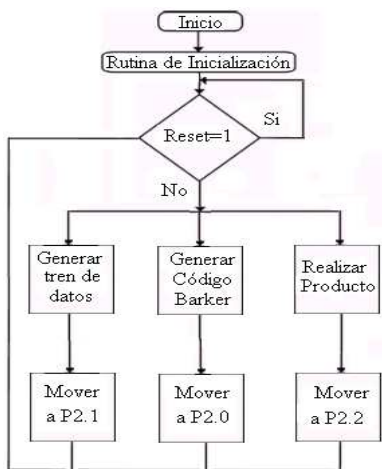 Inicio
Rutina de Inicialización
Si
Reset=1
No
Generar
tren de
datos
Generar
Código
Barker
Realizar
Producto
Mover
a P2.1
Mover
a P2.0
Mover
a P2.2